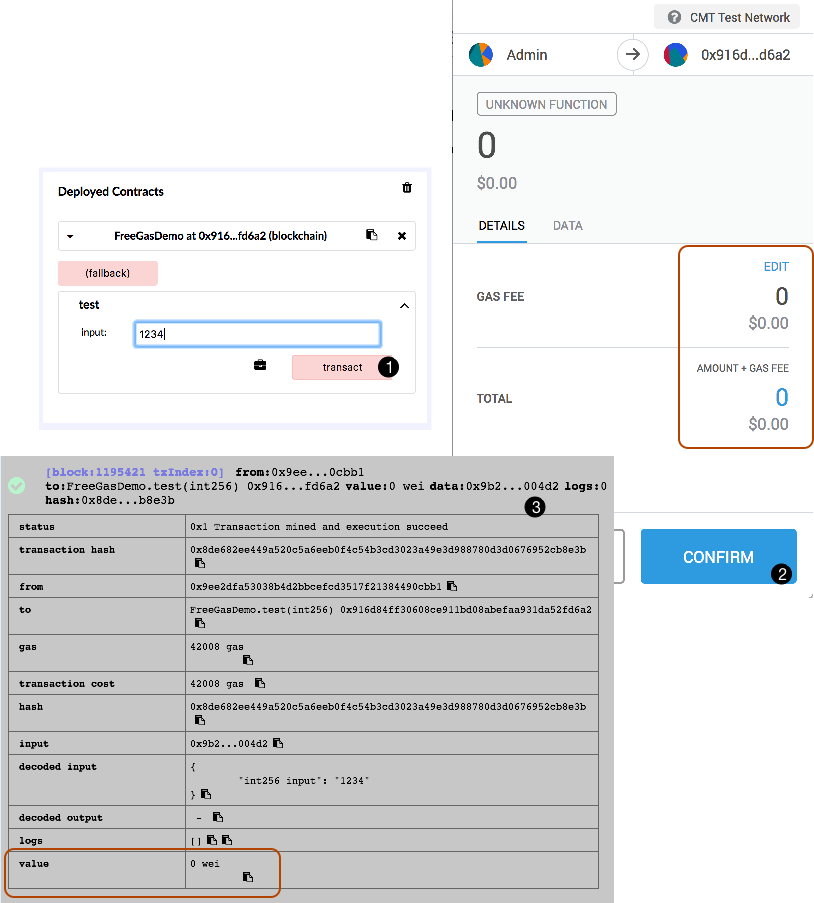 CMT Test Network
Admin
0x916d...d6a2
UNKNOWN FUNCTION
0
$0.00
DETAILS
DATA
EDIT
GAS FEE
0
$0.00
AMOUNT + GAS FEE
TOTAL
0
$0.00
CONFIRM
2
Deployed Contracts
FreeGasDemo at 0x916...fd6a2 (blockchain)
(fallback)
test
input:
1234
transact
1
[block:1195421 txIndex:0] from:0x9ee...0cbb1
to:FreeGasDemo.test(int256) 0x916...fd6a2 value:0 wei data:0x9b2...004d2 logs:0
hash:0x8de...b8e3b
3
status 0x1 Transaction mined and execution succeed
transaction hash 0x8de682ee449a520c5a6eeb0f4c54b3cd3023a49e3d988780d3d0676952cb8e3b
from 0x9ee2dfa53038b4d2bbcefcd3517f21384490cbb1
to FreeGasDemo.test(int256) 0x916d84ff30608ce911bd08abefaa931da52fd6a2
gas 42008 gas
transaction cost 42008 gas
hash 0x8de682ee449a520c5a6eeb0f4c54b3cd3023a49e3d988780d3d0676952cb8e3b
input 0x9b2...004d2
decoded input {
"int256 input": "1234"
}
decoded output -
logs []
value 0 wei